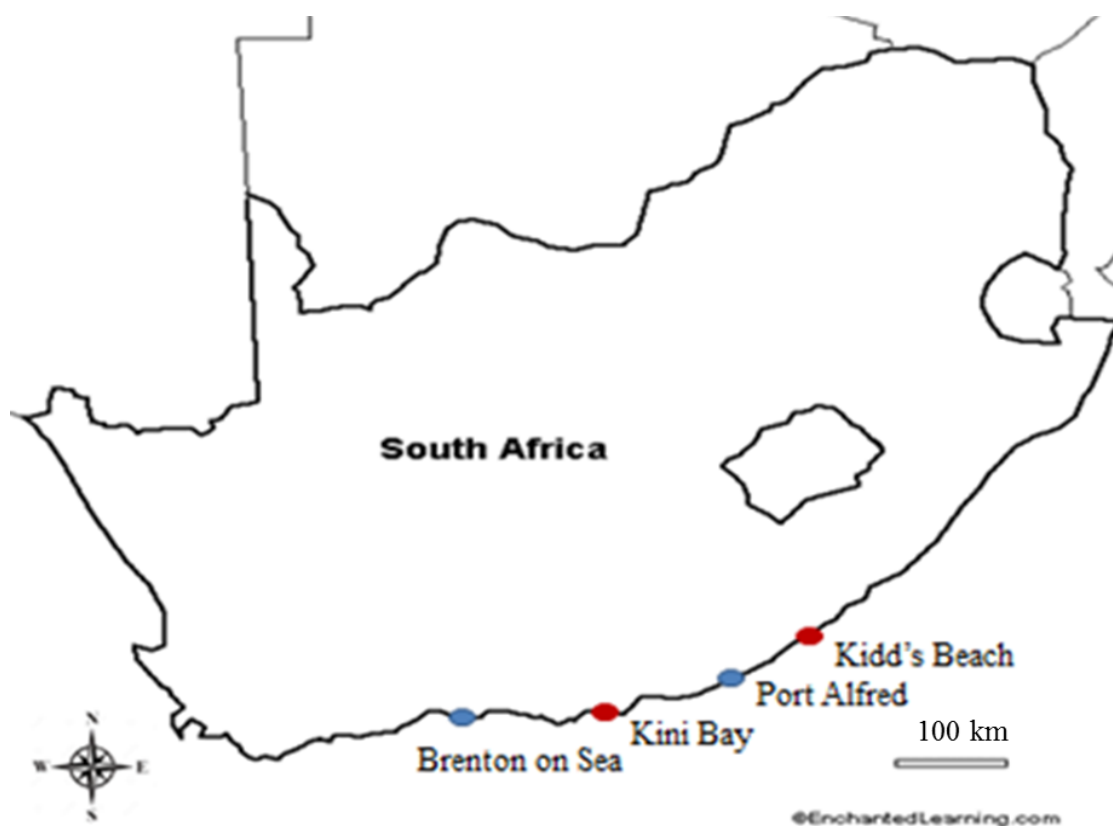 South Africa
Kidd's Beach
Port Alfred
Kini Bay
Brenton on Sea
100 km
N
W E
S
©EnchantedLearning.com